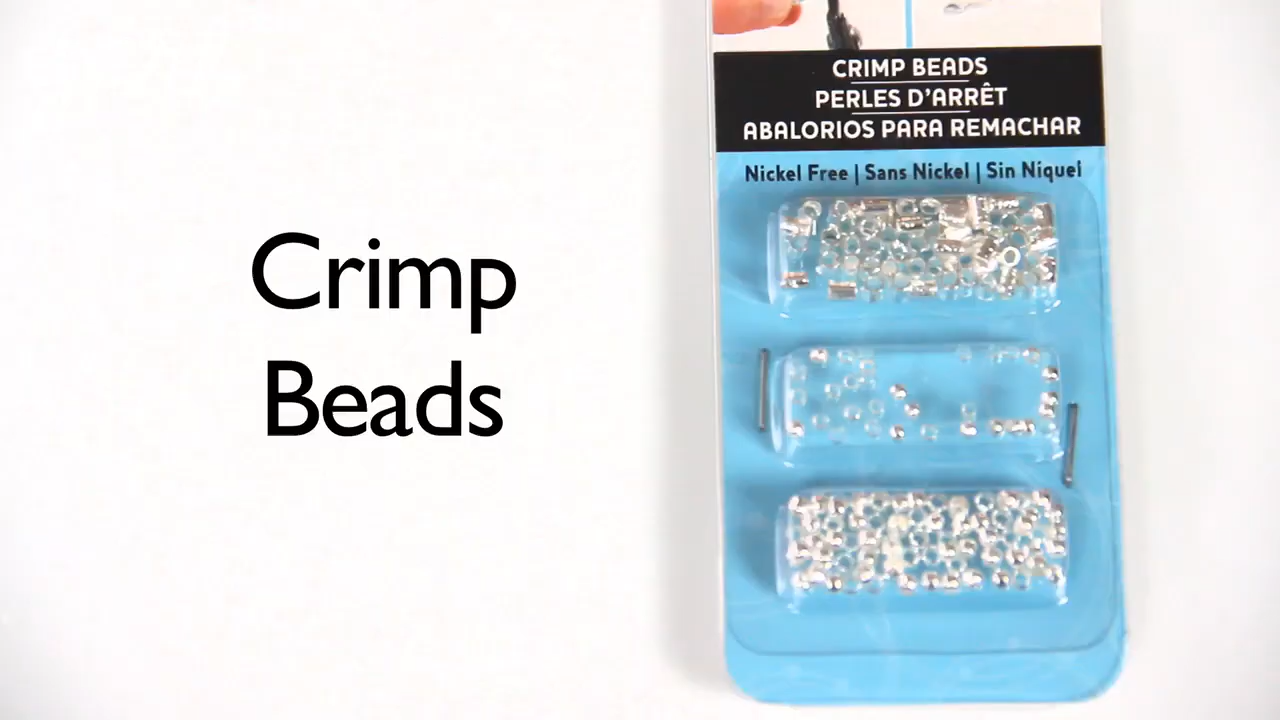 Crimp
Beads
CRIMP BEADS
PERLES D'ARRÊT
ABALORIOS PARA REMACHAR
Nickel Free | Sans Nickel | Sin Níquel